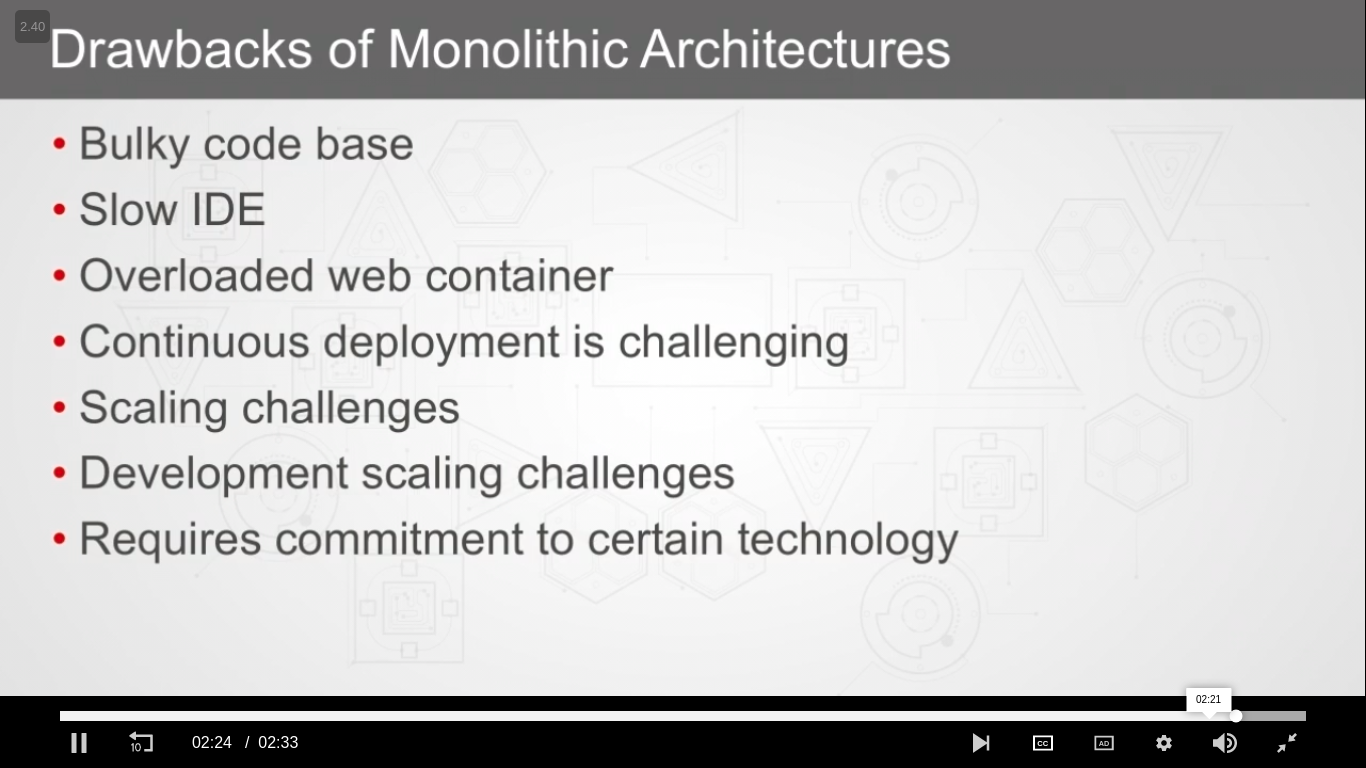 2.40
Drawbacks of Monolithic Architectures
• Bulky code base
• Slow IDE
• Overloaded web container
• Continuous deployment is challenging
• Scaling challenges
• Development scaling challenges
• Requires commitment to certain technology
02:21
10
02:24 / 02:33
CC
AD